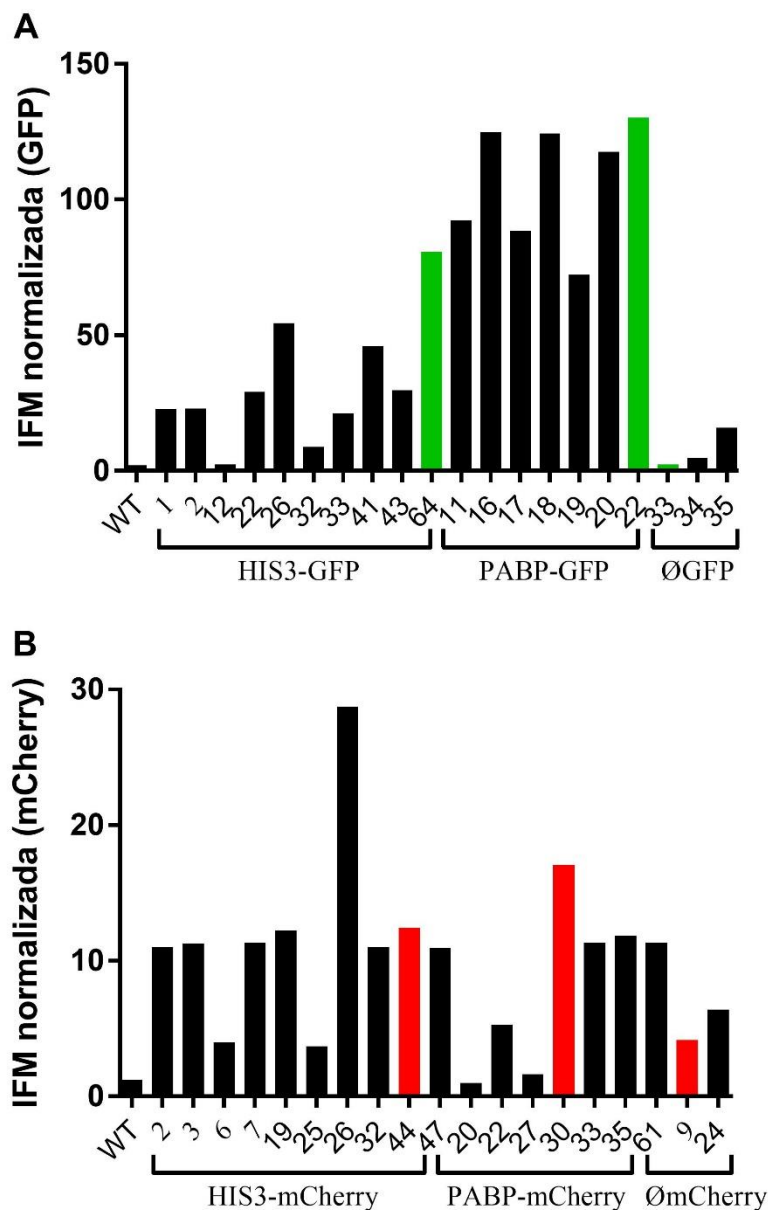 A
IFM normalizada (GFP)
150
100
50
0
WT 1 2 12 22 26 32 33 41 43 64 11 16 17 18 19 20 22 33 34 35
HIS3-GFP PABP-GFP ØGFP
B
IFM normalizada (mCherry)
30
20
10
0
WT 2 3 6 7 19 25 26 32 44 47 20 22 27 30 33 35 61 9 24
HIS3-mCherry PABP-mCherry ØmCherry